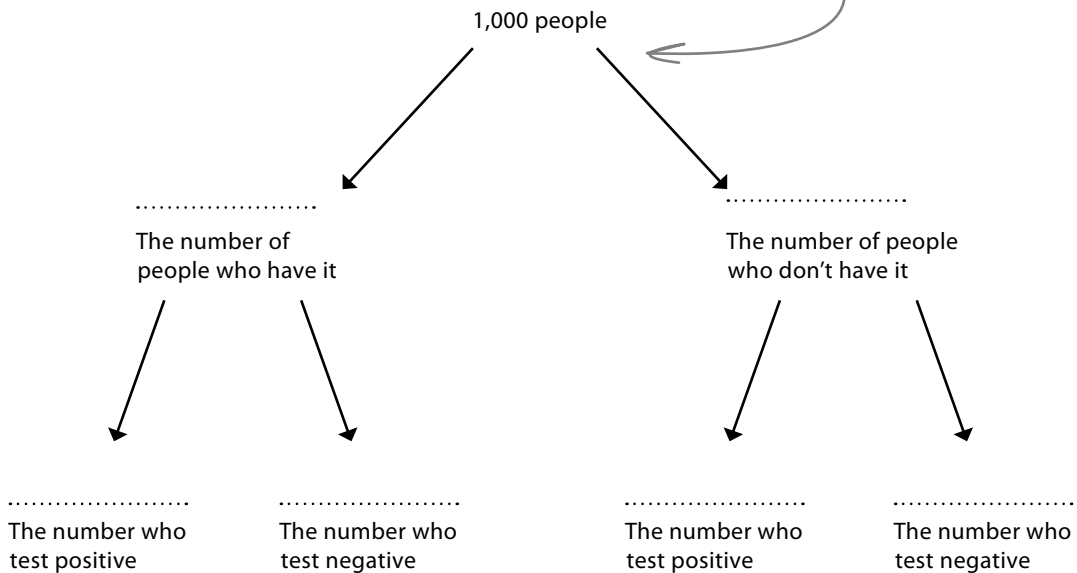 1,000 people
The number of
people who have it
The number of people
who don't have it
The number who
test positive
The number who
test negative
The number who
test positive
The number who
test negative